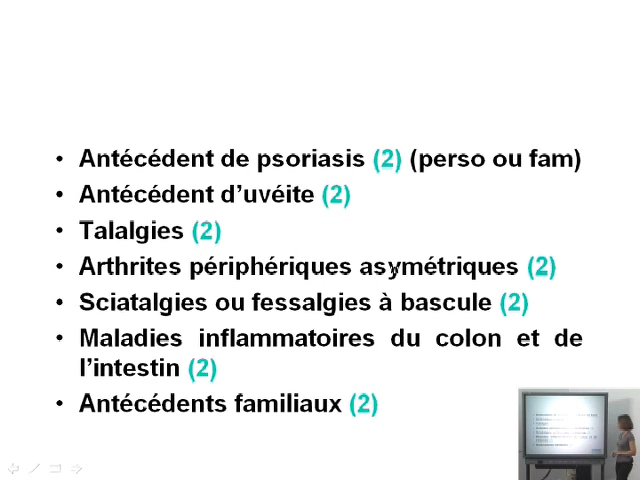 • Antécédent de psoriasis (2) (perso ou fam)
• Antécédent d’uvéite (2)
• Talalgies (2)
• Arthrites périphériques asymétriques (2)
• Sciatalgies ou fessalgies à bascule (2)
• Maladies inflammatoires du colon et de
l’intestin (2)
• Antécédents familiaux (2)